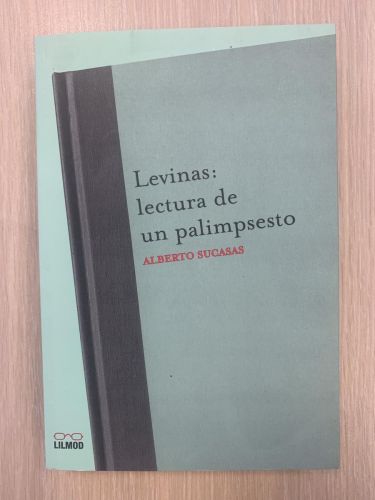 Levinas:
lectura de
un palimpsesto
ALBERTO SUCASAS
LILMOD